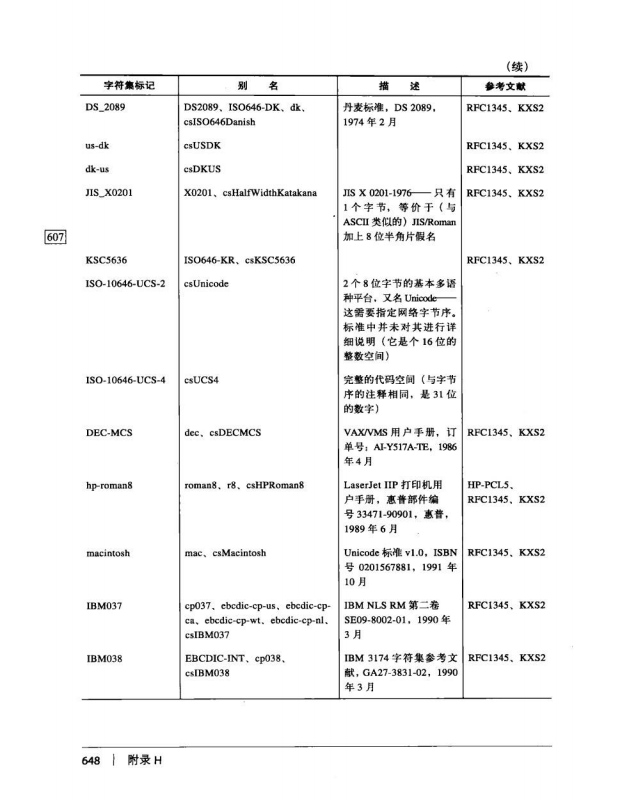 （续）
字符集标记 别 名 描 述 参考文献
DS_2089 DS2089、ISO646-DK、dk、 丹麦标准，DS 2089， RFC1345、KXS2
csISO646Danish 1974 年 2 月
us-dk csUSDK RFC1345、KXS2
dk-us csDKUS RFC1345、KXS2
JIS_X0201 X0201、csHalfWidthKatakana JIS X 0201-1976——只有 RFC1345、KXS2
1 个字节，等价于（与
ASCII 类似的）JIS/Roman
607 加上 8 位半角片假名
KSC5636 ISO646-KR、csKSC5636 RFC1345、KXS2
ISO-10646-UCS-2 csUnicode 2 个 8 位字节的基本多语
种平台，又名 Unicode——
这需要指定网络字节序。
标准中并未对其进行详
细说明（它是个 16 位的
整数空间）
ISO-10646-UCS-4 csUCS4 完整的代码空间（与字节
序的注释相同，是 31 位
的数字）
DEC-MCS dec、csDECMCS VAX/VMS 用户手册，订 RFC1345、KXS2
单号：AI-Y517A-TE，1986
年 4 月
hp-roman8 roman8、r8、csHPRoman8 LaserJet IIP 打印机用 HP-PCL5、
户手册，惠普部件编 RFC1345、KXS2
号 33471-90901，惠普，
1989 年 6 月
macintosh mac、csMacintosh Unicode 标准 v1.0，ISBN RFC1345、KXS2
号 0201567881，1991 年
10 月
IBM037 cp037、ebcdic-cp-us、ebcdic-cp- IBM NLS RM 第二卷 RFC1345、KXS2
ca、ebcdic-cp-wt、ebcdic-cp-nl、 SE09-8002-01，1990 年
csIBM037 3 月
IBM038 EBCDIC-INT、cp038、 IBM 3174 字符集参考文 RFC1345、KXS2
csIBM038 献，GA27-3831-02，1990
年 3 月
648 | 附录 H